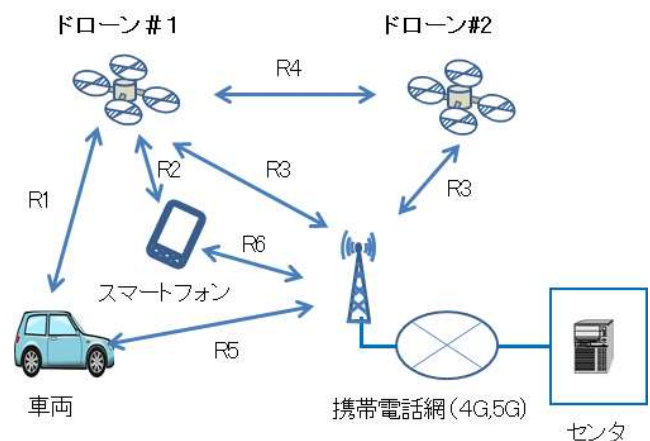 ドローン＃1
ドローン#2
R4
R2
R3
R3
R1
R6
スマートフォン
R5
車両
携帯電話網(4G,5G)
センタ